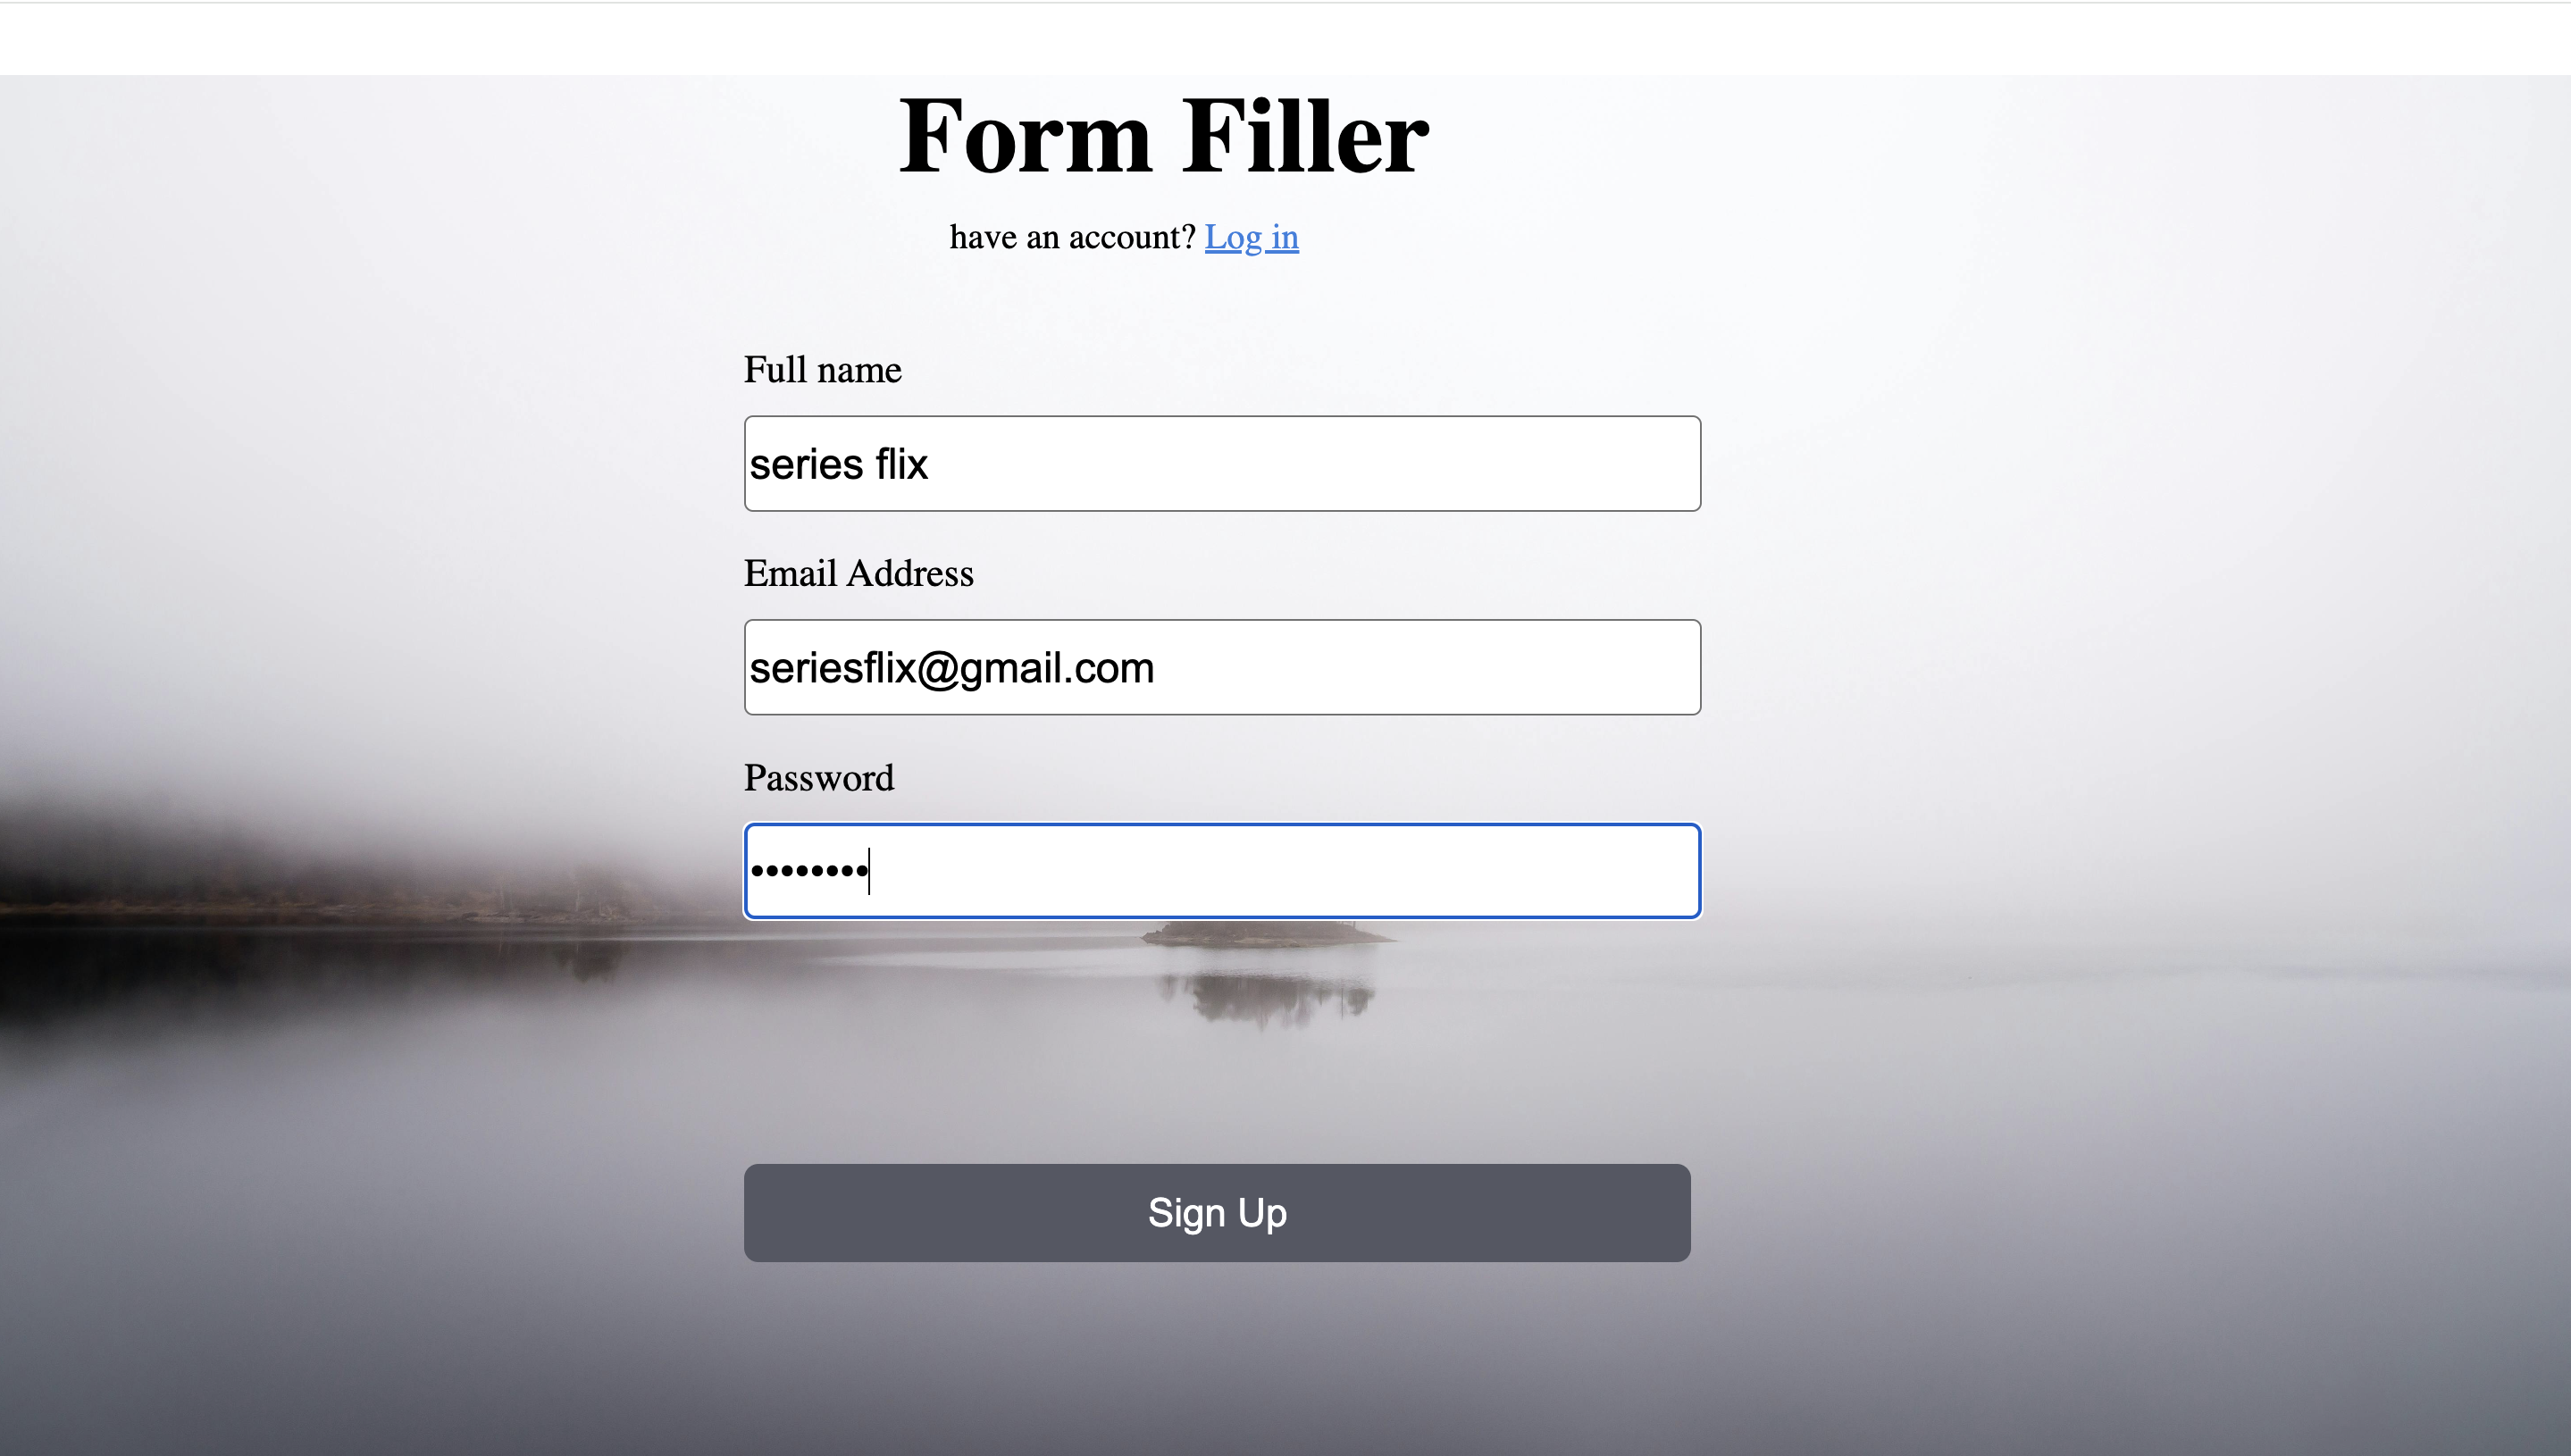 Form Filler
have an account? Log in
Full name
series flix
Email Address
seriesflix@gmail.com
Password
••••••••
Sign Up